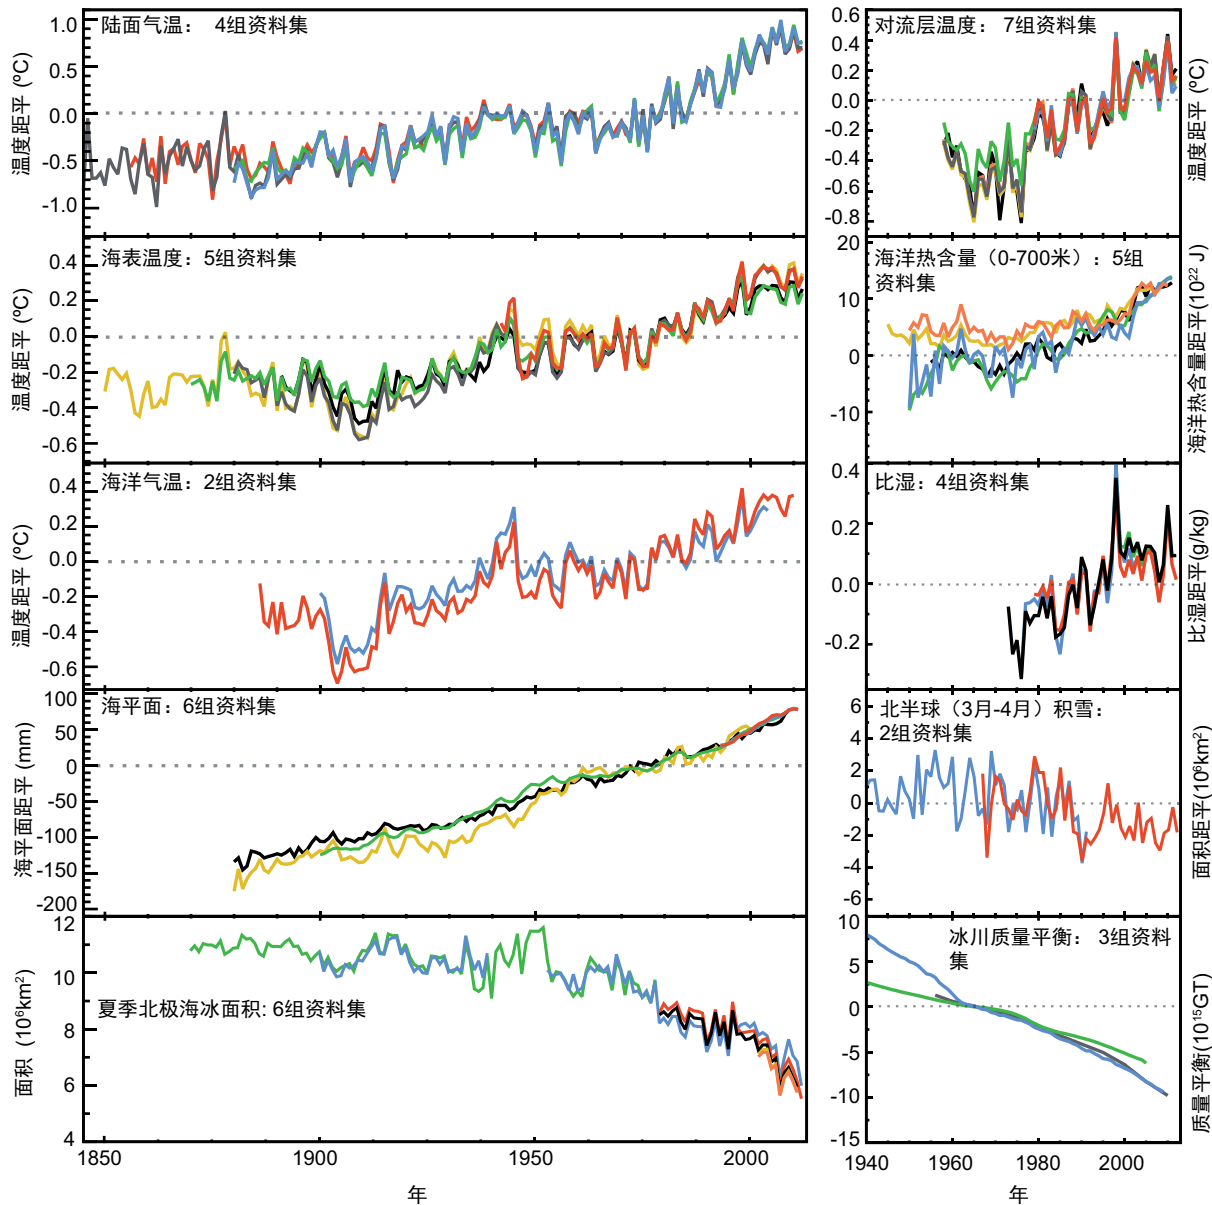 陆面气温： 4组资料集
温度距平 (ºC)
1.0
0.5
0.0
-0.5
-1.0
海表温度：5组资料集
温度距平 (ºC)
0.4
0.2
0.0
-0.2
-0.4
-0.6
海洋气温：2组资料集
温度距平 (ºC)
0.4
0.2
0.0
-0.2
-0.4
-0.6
海平面：6组资料集
海平面距平 (mm)
100
50
0
-50
-100
-150
-200
夏季北极海冰面积: 6组资料集
面积 (10⁶km²)
12
10
8
6
4
1850
1900
1950
2000
年
对流层温度： 7组资料集
温度距平 (ºC)
0.6
0.4
0.2
0.0
-0.2
-0.4
-0.6
-0.8
海洋热含量（0-700米）: 5组
资料集
海洋热含量距平(10²² J)
20
10
0
-10
比湿：4组资料集
比湿距平(g/kg)
0.4
0.2
0.0
-0.2
北半球（3月-4月）积雪：
2组资料集
面积距平(10⁶km²)
6
4
2
0
-2
-4
-6
冰川质量平衡： 3组资料
集
质量平衡(10¹⁵GT)
10
5
0
-5
-10
-15
1940
1960
1980
2000
年